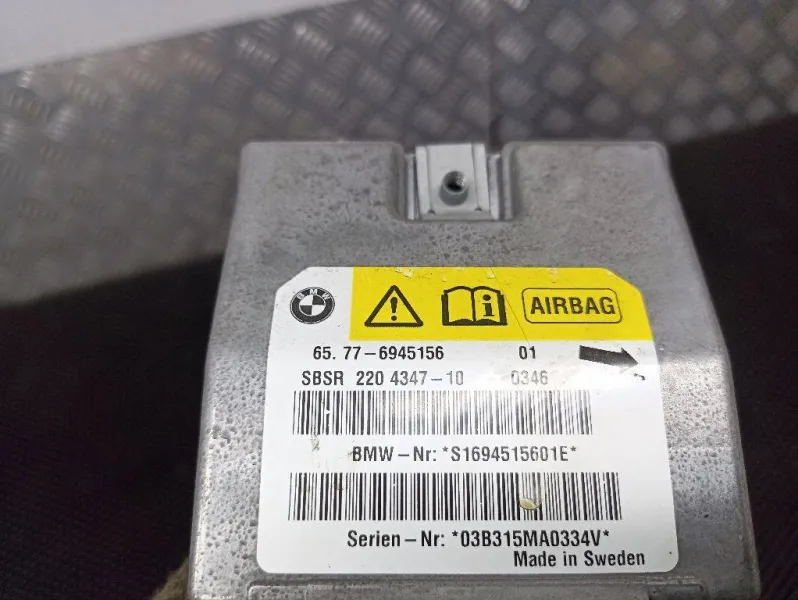 BMW
AIRBAG
65. 77-6945156 01
SBSR 220 4347-10 0346
BMW-Nr: *S1694515601E*
Serien-Nr: *03B315MA0334V*
Made in Sweden